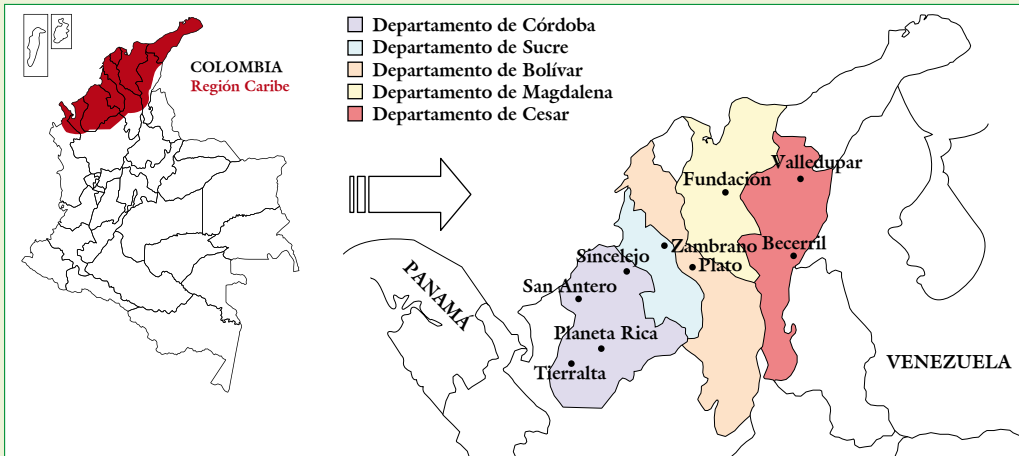 COLOMBIA
Región Caribe
Departamento de Córdoba
Departamento de Sucre
Departamento de Bolívar
Departamento de Magdalena
Departamento de Cesar
Valledupar
Fundación
Zambrano
Becerril
Sincelejo
Plato
San Antero
PANAMÁ
Planeta Rica
Tierralta
VENEZUELA